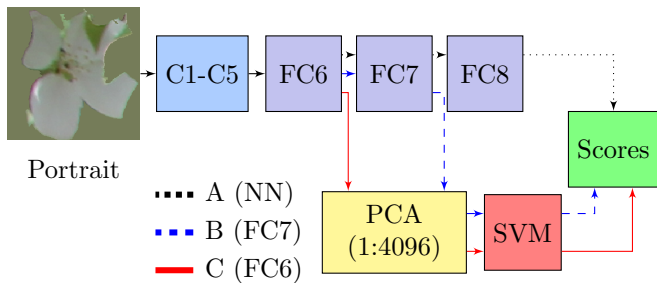 C1-C5
FC6
FC7
FC8
Portrait
Scores
A (NN)
B (FC7)
C (FC6)
PCA
(1:4096)
SVM